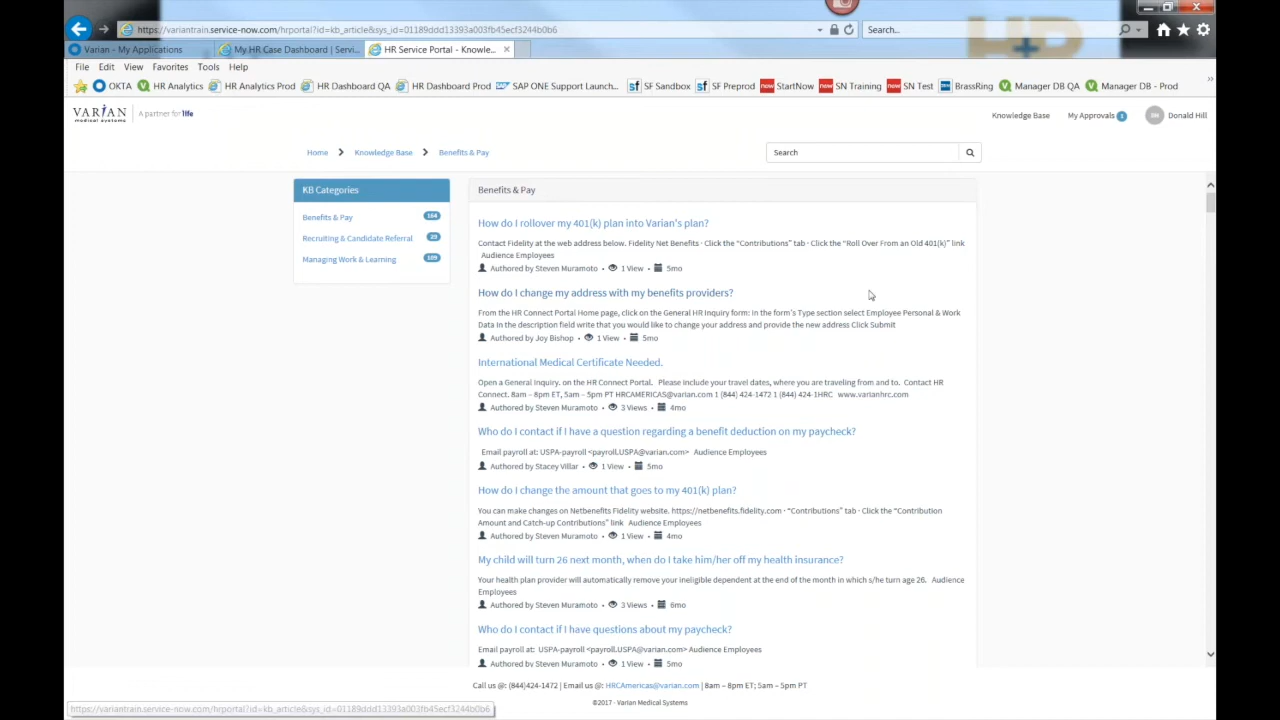 H+P
https://variantrain.service-now.com/hrportal?id=kb_article&sys_id=01189ddd13393a003fb45ecf3244b0b6
Search...
Varian - My Applications
My HR Case Dashboard | Servi...
HR Service Portal - Knowle...
File Edit View Favorites Tools Help
OKTA HR Analytics HR Analytics Prod HR Dashboard QA HR Dashboard Prod SAP ONE Support Launch... SF Sandbox SF Preprod StartNow SN Training SN Test BrassRing Manager DB QA Manager DB - Prod
VARIAN medical systems A partner for life
Knowledge Base My Approvals 1 Donald Hill
Home > Knowledge Base > Benefits & Pay
Search
KB Categories
Benefits & Pay 164
Recruiting & Candidate Referral
Managing Work & Learning
Benefits & Pay
How do I rollover my 401(k) plan into Varian's plan?
Contact Fidelity at the web address below. Fidelity Net Benefits · Click the “Contributions” tab · Click the “Roll Over From an Old 401(k)” link
Audience Employees
Authored by Steven Muramoto • 1 View • 5mo
How do I change my address with my benefits providers?
From the HR Connect Portal Home page, click on the General HR Inquiry form: In the form’s Type section select Employee Personal & Work
Data In the description field write that you would like to change your address and provide the new address Click Submit
Authored by Joy Bishop • 1 View • 5mo
International Medical Certificate Needed.
Open a General Inquiry. on the HR Connect Portal. Please include your travel dates, where you are traveling from and to. Contact HR
Connect. 8am – 8pm ET, 5am – 5pm PT HRCAMERICAS@varian.com 1 (844) 424-1472 1 (844) 424-1HRC www.varianhrc.com
Authored by Steven Muramoto • 3 Views • 4mo
Who do I contact if I have a question regarding a benefit deduction on my paycheck?
Email payroll at: USPA-payroll <payroll.USPA@varian.com> Audience Employees
Authored by Stacey Villar • 1 View • 5mo
How do I change the amount that goes to my 401(k) plan?
You can make changes on Netbenefits Fidelity website. https://netbenefits.fidelity.com · “Contributions” tab · Click the “Contribution
Amount and Catch-up Contributions” link Audience Employees
Authored by Steven Muramoto • 1 View • 4mo
My child will turn 26 next month, when do I take him/her off my health insurance?
Your health plan provider will automatically remove your ineligible dependent at the end of the month in which s/he turn age 26. Audience
Employees
Authored by Steven Muramoto • 3 Views • 6mo
Who do I contact if I have questions about my paycheck?
Email payroll at: USPA-payroll <payroll.USPA@varian.com> Audience Employees
Authored by Steven Muramoto • 1 View • 5mo
Call us @: (844)424-1472 | Email us @: HRCAmericas@varian.com | 8am – 8pm ET; 5am – 5pm PT
©2017 · Varian Medical Systems
https://variantrain.service-now.com/hrportal?id=kb_article&sys_id=01189ddd13393a003fb45ecf3244b0b6